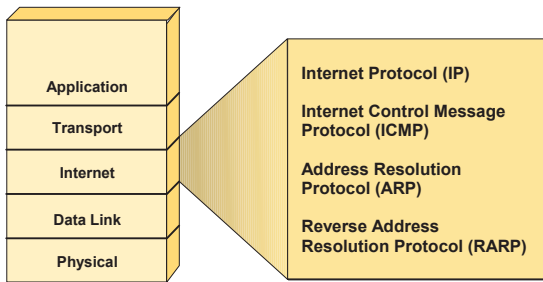 Application
Transport
Internet
Data Link
Physical
Internet Protocol (IP)
Internet Control Message
Protocol (ICMP)
Address Resolution
Protocol (ARP)
Reverse Address
Resolution Protocol (RARP)